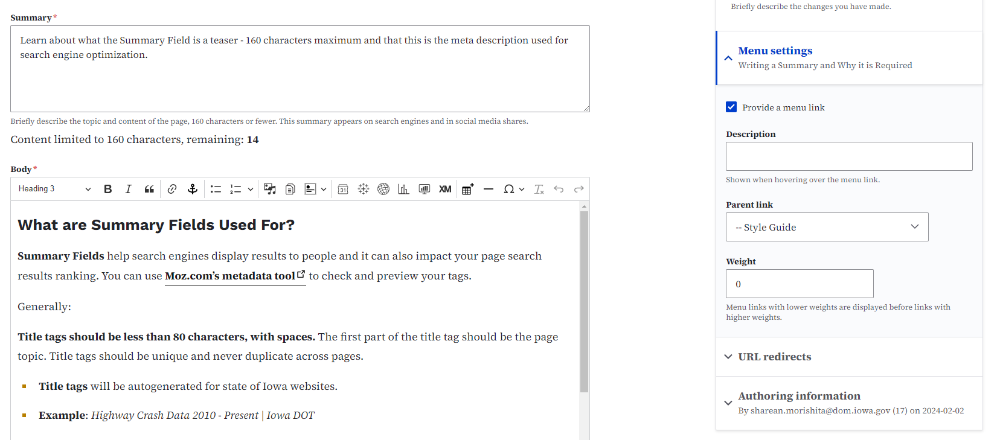 Summary*
Learn about what the Summary Field is a teaser - 160 characters maximum and that this is the meta description used for
search engine optimization.
Briefly describe the topic and content of the page, 160 characters or fewer. This summary appears on search engines and in social media shares.
Content limited to 160 characters, remaining: 14
Body*
Heading 3
31
XM
What are Summary Fields Used For?
Summary Fields help search engines display results to people and it can also impact your page search
results ranking. You can use Moz.com’s metadata tool to check and preview your tags.
Generally:
Title tags should be less than 80 characters, with spaces. The first part of the title tag should be the page
topic. Title tags should be unique and never duplicate across pages.
Title tags will be autogenerated for state of Iowa websites.
Example: Highway Crash Data 2010 - Present | Iowa DOT
Briefly describe the changes you have made.
Menu settings
Writing a Summary and Why it is Required
Provide a menu link
Description
Shown when hovering over the menu link.
Parent link
-- Style Guide
Weight
0
Menu links with lower weights are displayed before links with
higher weights.
URL redirects
Authoring information
By sharean.morishita@dom.iowa.gov (17) on 2024-02-02